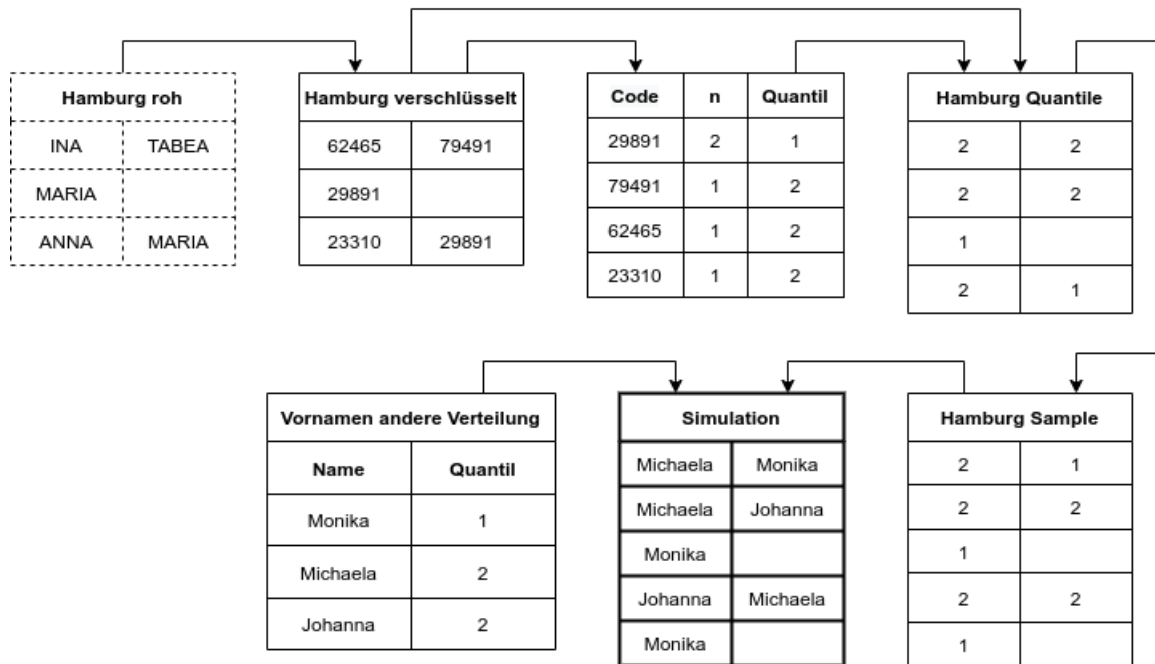 Hamburg roh
INA TABEA
MARIA
ANNA MARIA
Hamburg verschlüsselt
62465 79491
29891
23310 29891
Code n Quantil
29891 2 1
79491 1 2
62465 1 2
23310 1 2
Hamburg Quantile
2 2
2 2
1
2 1
Vornamen andere Verteilung
Name Quantil
Monika 1
Michaela 2
Johanna 2
Simulation
Michaela Monika
Michaela Johanna
Monika
Johanna Michaela
Monika
Hamburg Sample
2 1
2 2
1
2 2
1